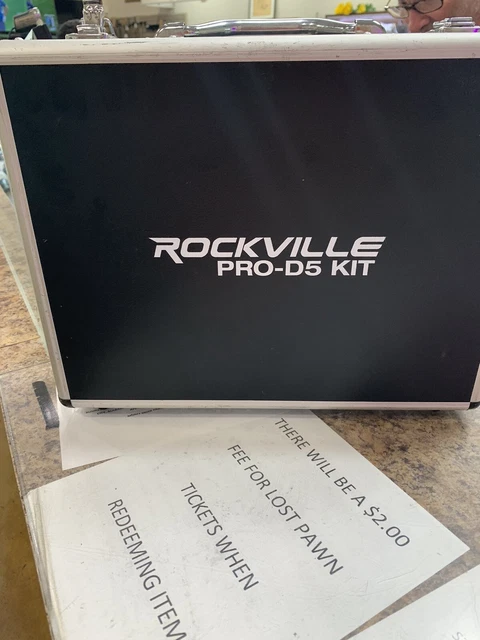 ROCKVILLE
PRO-D5 KIT
THERE WILL BE A $2.00
FEE FOR LOST PAWN
TICKETS WHEN
REDEEMING ITEM